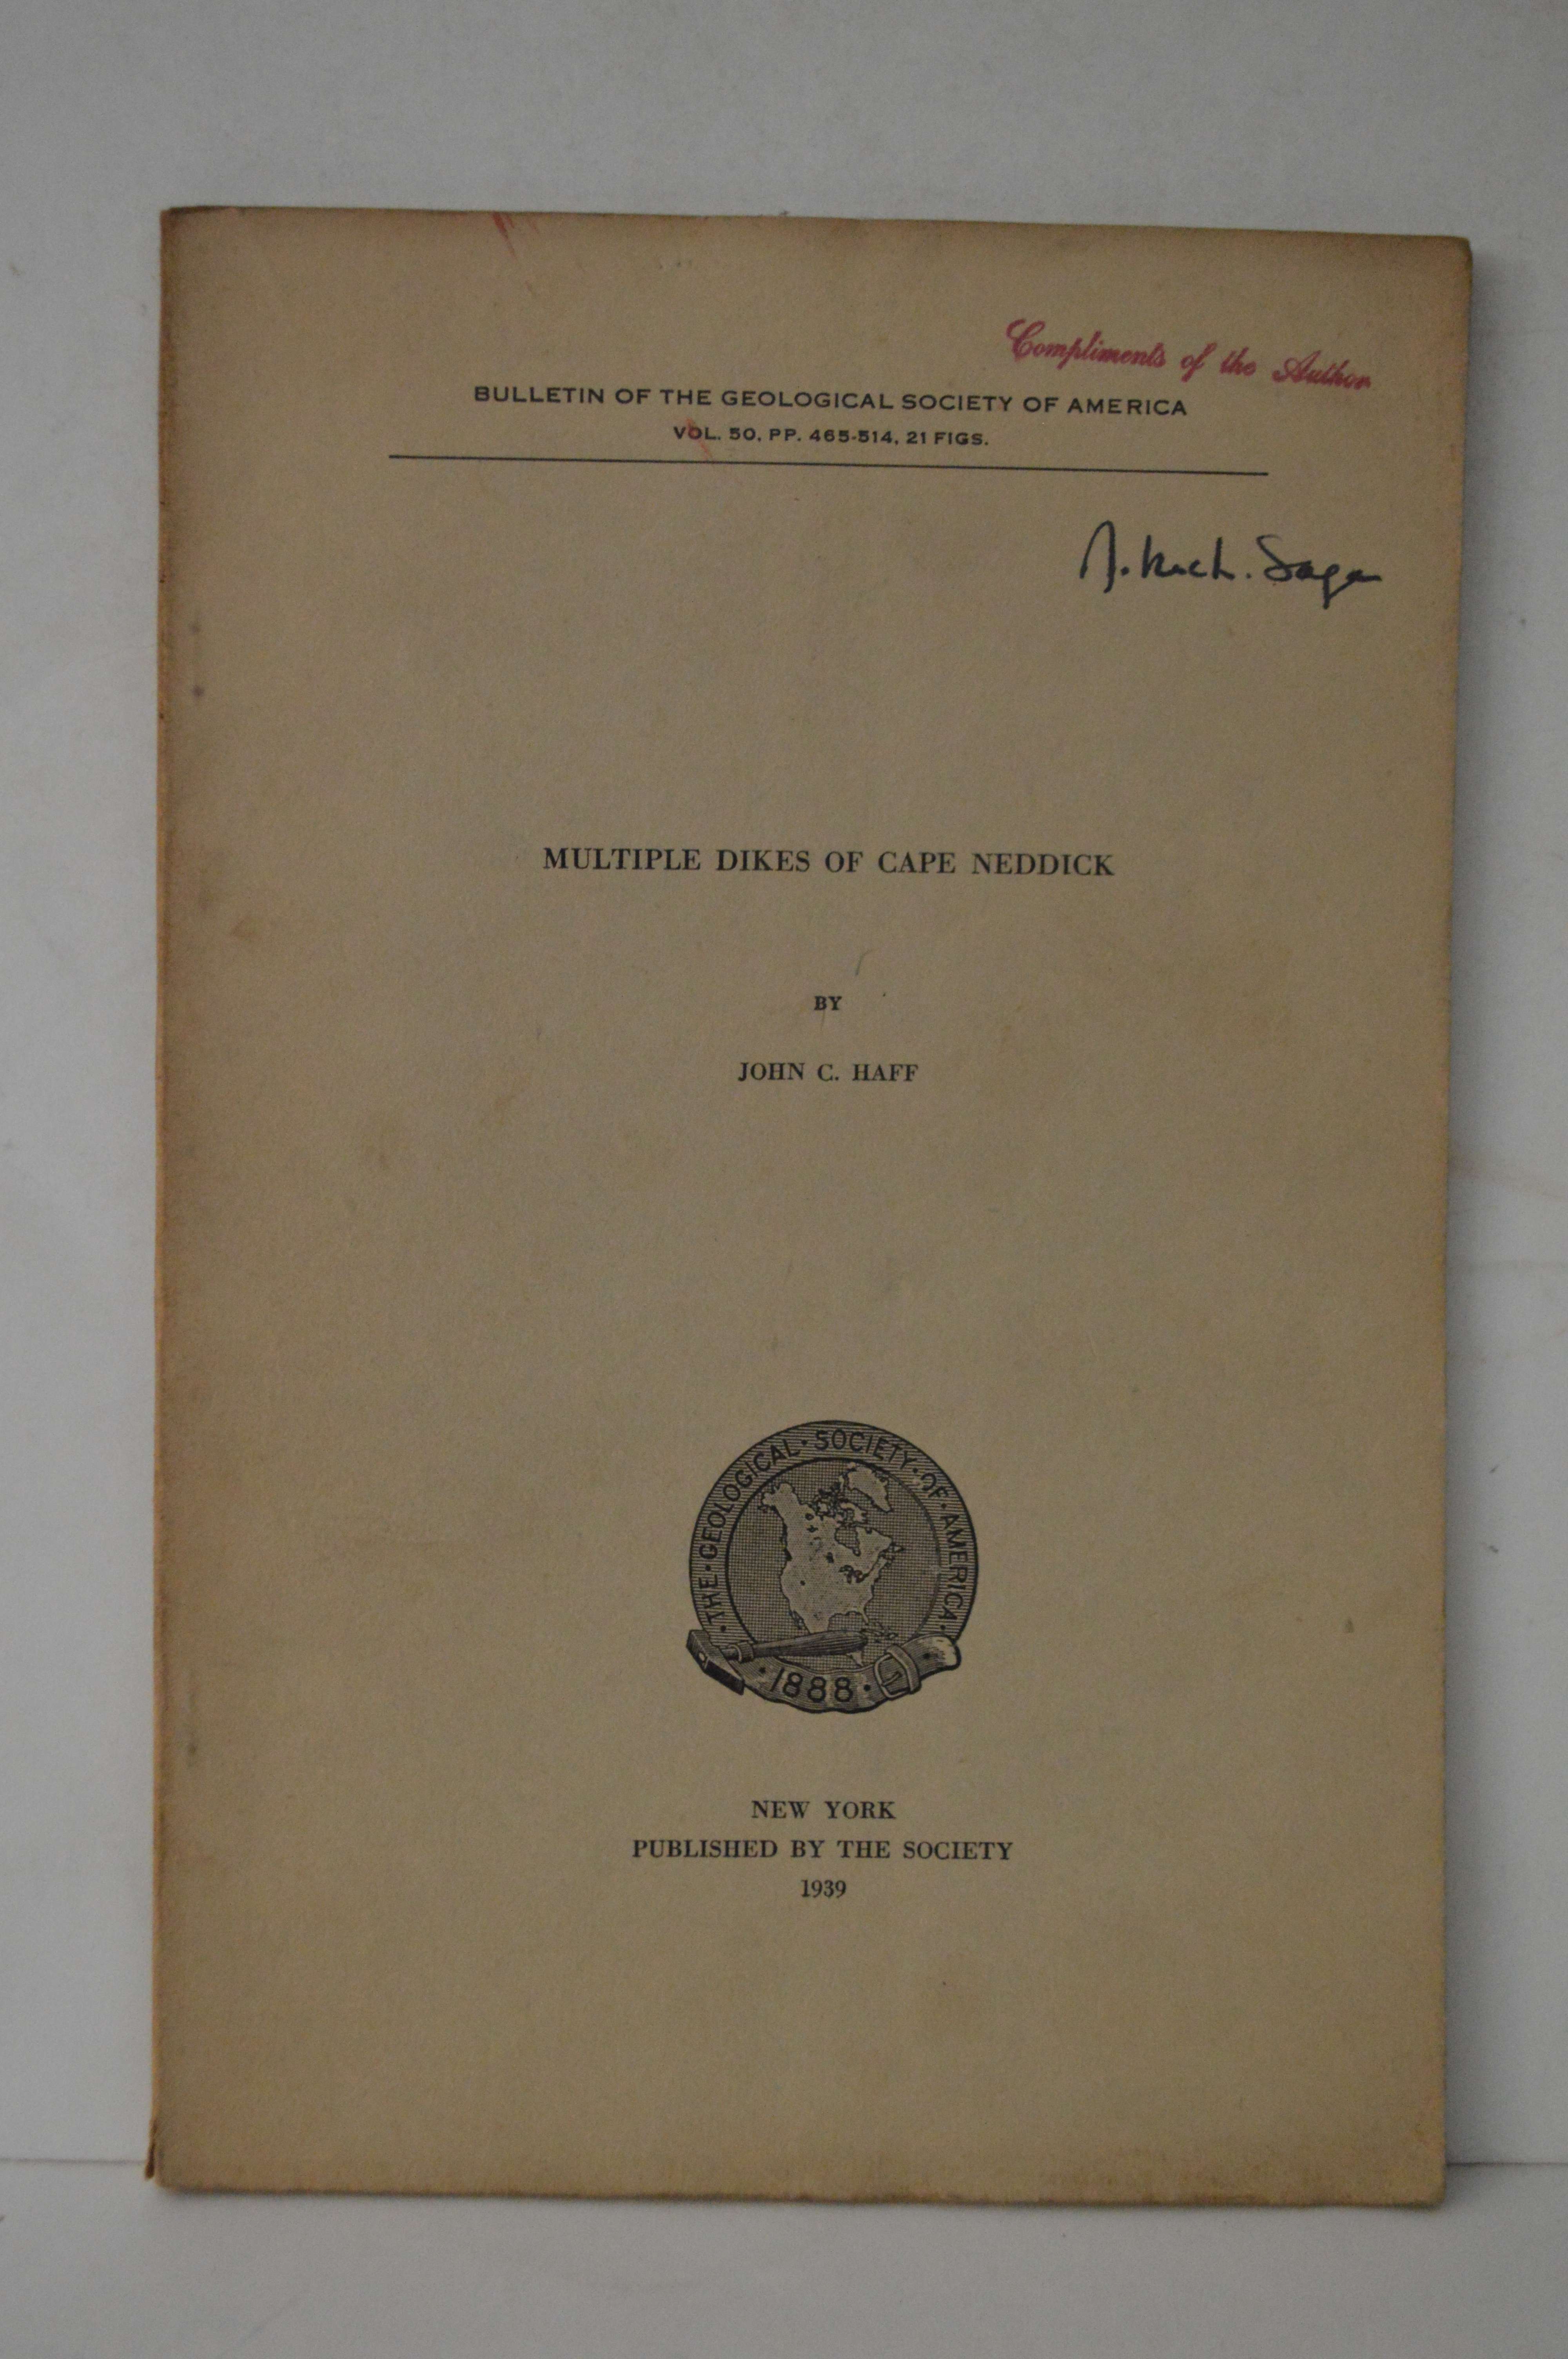 Compliments of the Author
BULLETIN OF THE GEOLOGICAL SOCIETY OF AMERICA
VOL. 50, PP. 465-514, 21 FIGS.
MULTIPLE DIKES OF CAPE NEDDICK
BY
JOHN C. HAFF
·THE·GEOLOGICAL·SOCIETY·OF·AMERICA·
·1888·
NEW YORK
PUBLISHED BY THE SOCIETY
1939